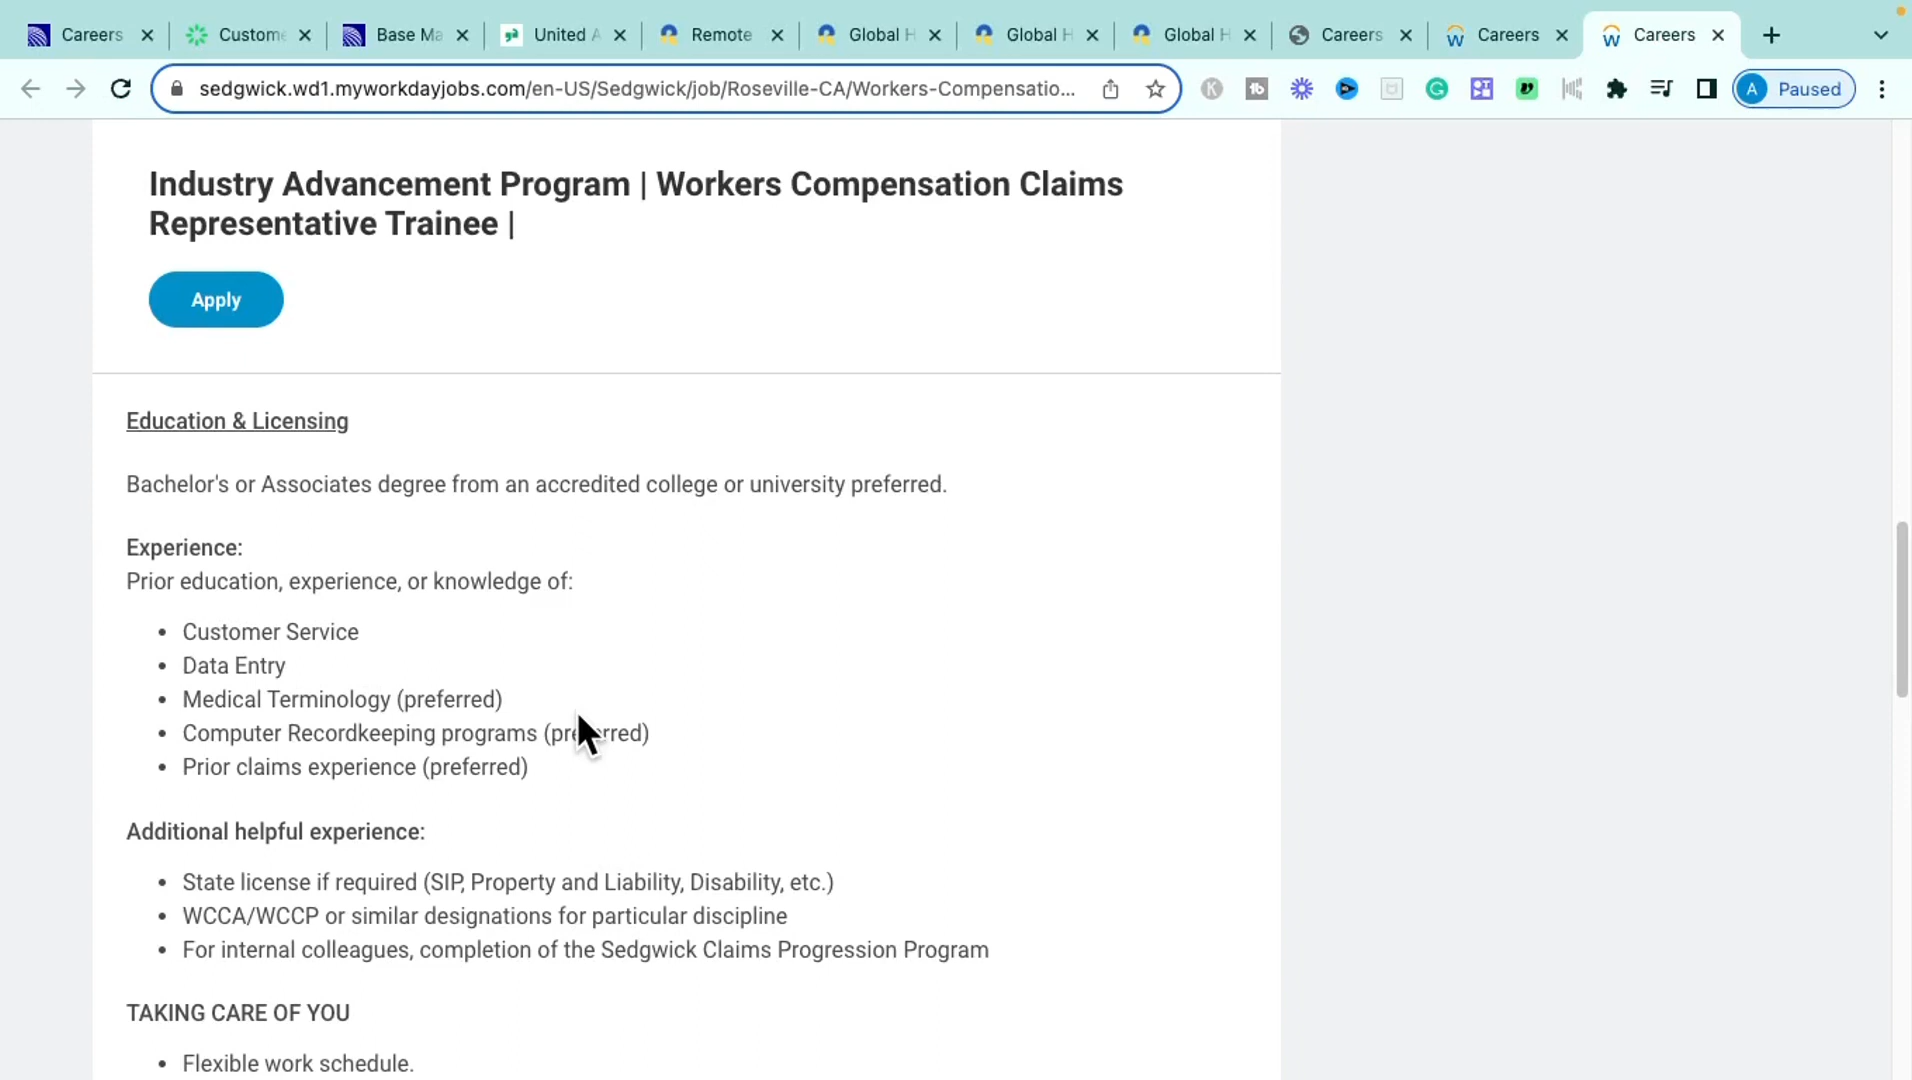 Careers
Custome
Base Ma
United A
Remote
Global H
Global H
Global H
Careers
Careers
Careers
sedgwick.wd1.myworkdayjobs.com/en-US/Sedgwick/job/Roseville-CA/Workers-Compensatio...
A Paused
Industry Advancement Program | Workers Compensation Claims
Representative Trainee |
Apply
Education & Licensing
Bachelor's or Associates degree from an accredited college or university preferred.
Experience:
Prior education, experience, or knowledge of:
• Customer Service
• Data Entry
• Medical Terminology (preferred)
• Computer Recordkeeping programs (preferred)
• Prior claims experience (preferred)
Additional helpful experience:
• State license if required (SIP, Property and Liability, Disability, etc.)
• WCCA/WCCP or similar designations for particular discipline
• For internal colleagues, completion of the Sedgwick Claims Progression Program
TAKING CARE OF YOU
• Flexible work schedule.